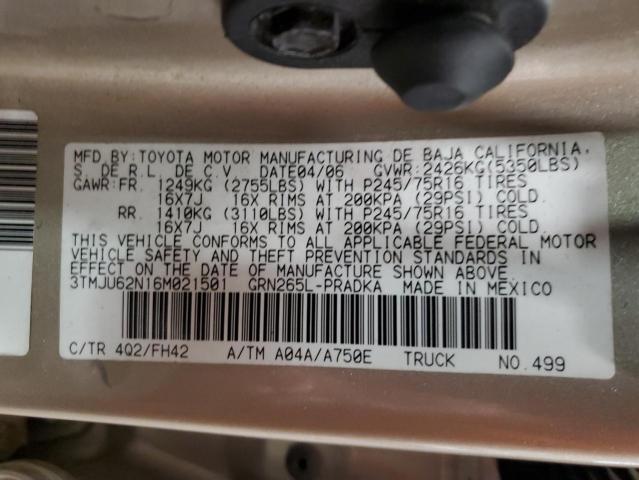 MFD. BY: TOYOTA MOTOR MANUFACTURING DE BAJA CALIFORNIA,
S. DE R. L. DE C. V. DATE04/06 GVWR:2426KG(5350LBS)
GAWR:FR. 1249KG (2755LBS) WITH P245/75R16 TIRES
16X7J 16X RIMS AT 200KPA (29PSI) COLD.
RR. 1410KG (3110LBS) WITH P245/75R16 TIRES
16X7J 16X RIMS AT 200KPA (29PSI) COLD.
THIS VEHICLE CONFORMS TO ALL APPLICABLE FEDERAL MOTOR
VEHICLE SAFETY AND THEFT PREVENTION STANDARDS IN
EFFECT ON THE DATE OF MANUFACTURE SHOWN ABOVE.
3TMJU62N16M021501 GRN265L-PRADKA MADE IN MEXICO
C/TR 4Q2/FH42 A/TM A04A/A750E TRUCK NO.499